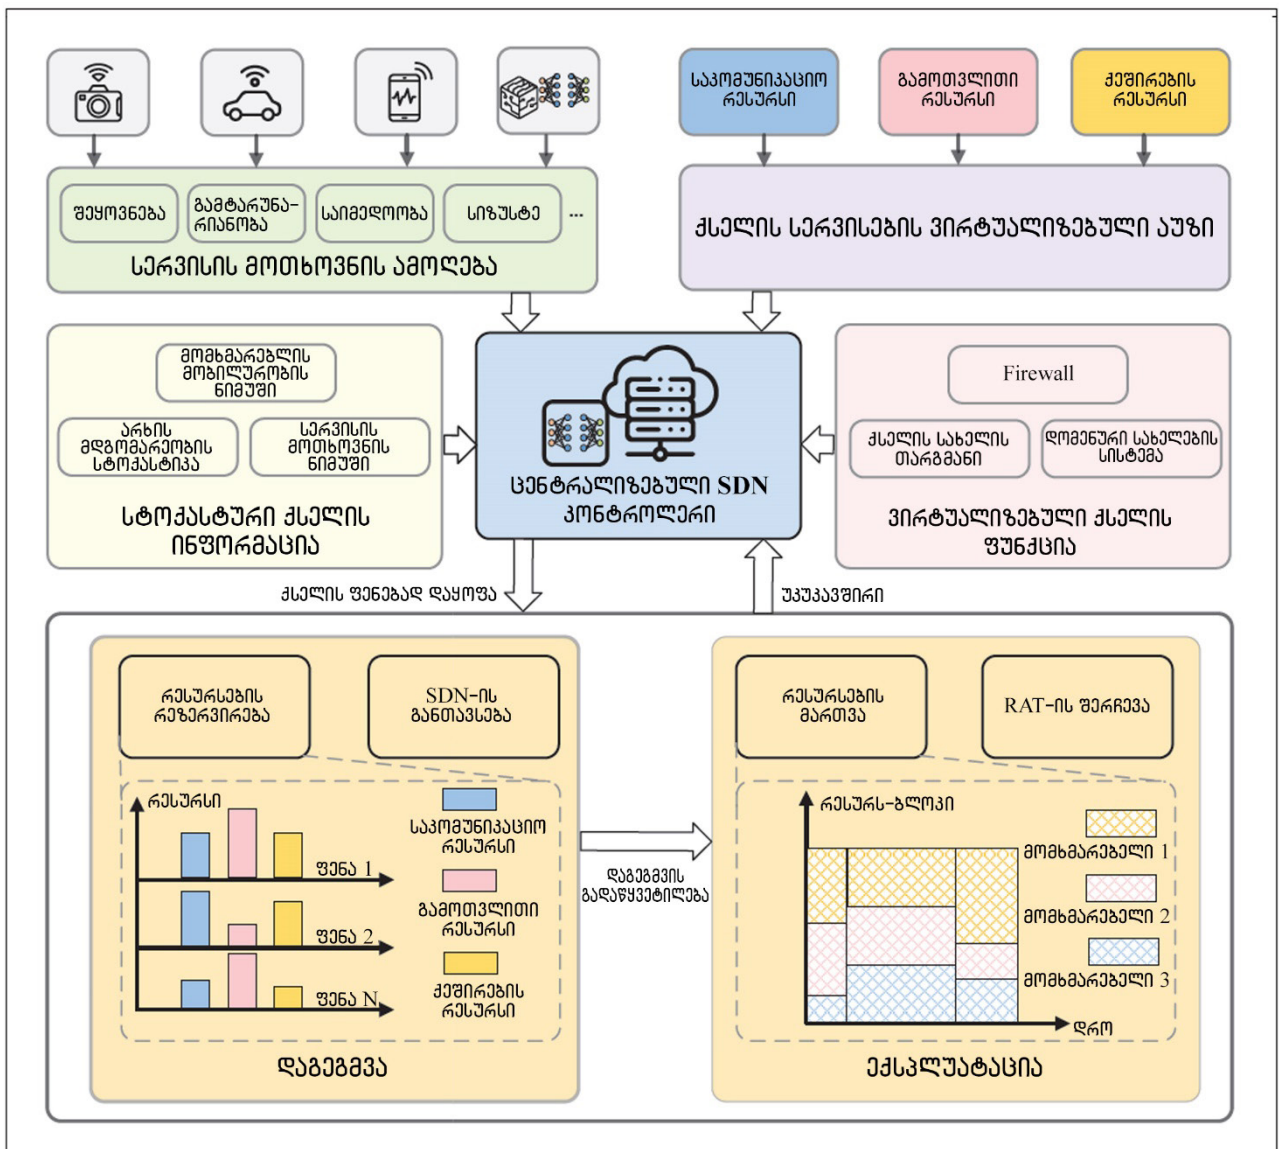 საკომუნიკაციო
რესურსი
გამოთვლითი
რესურსი
ქეშირების
რესურსი
შეყოვნება
გამტარუნა-
რიანობა
საიმედოობა
სიზუსტე
...
სერვისის მოთხოვნის ამოღება
ქსელის სერვისების ვირტუალიზებული აუზი
მომხმარებლის
მობილურობის
ნიმუში
არხის
მდგომარეობის
სტოკასტიკა
სერვისის
მოთხოვნის
ნიმუში
სტოქასტური ქსელის
ინფორმაცია
ცენტრალიზებული SDN
კონტროლერი
Firewall
ქსელის სახელის
თარგმანი
დომენური სახელების
სისტემა
ვირტუალიზებული ქსელის
ფუნქცია
ქსელის ფენებად დაყოფა
უკუკავშირი
რესურსების
რეზერვირება
SDN-ის
განთავსება
რესურსი
ფენა 1
ფენა 2
ფენა N
საკომუნიკაციო
რესურსი
გამოთვლითი
რესურსი
ქეშირების
რესურსი
დაგეგმვა
დაგეგმვის
გადაწყვეტილება
რესურსების
მართვა
RAT-ის შერჩევა
რესურს-ბლოკი
მომხმარებელი 1
მომხმარებელი 2
მომხმარებელი 3
დრო
ექსპლუატაცია